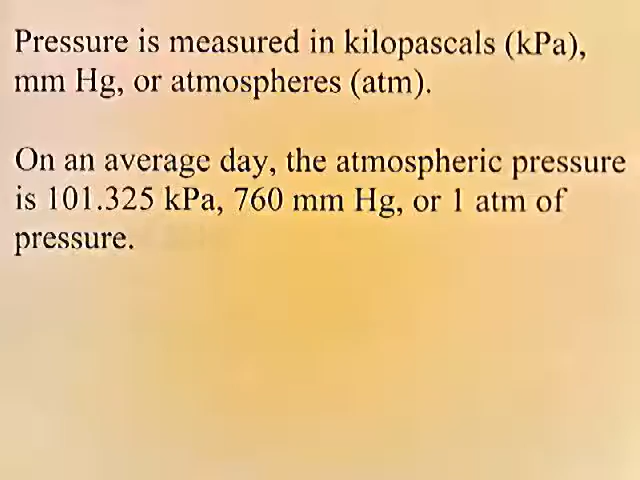 Pressure is measured in kilopascals (kPa),
mm Hg, or atmospheres (atm).
On an average day, the atmospheric pressure
is 101.325 kPa, 760 mm Hg, or 1 atm of
pressure.